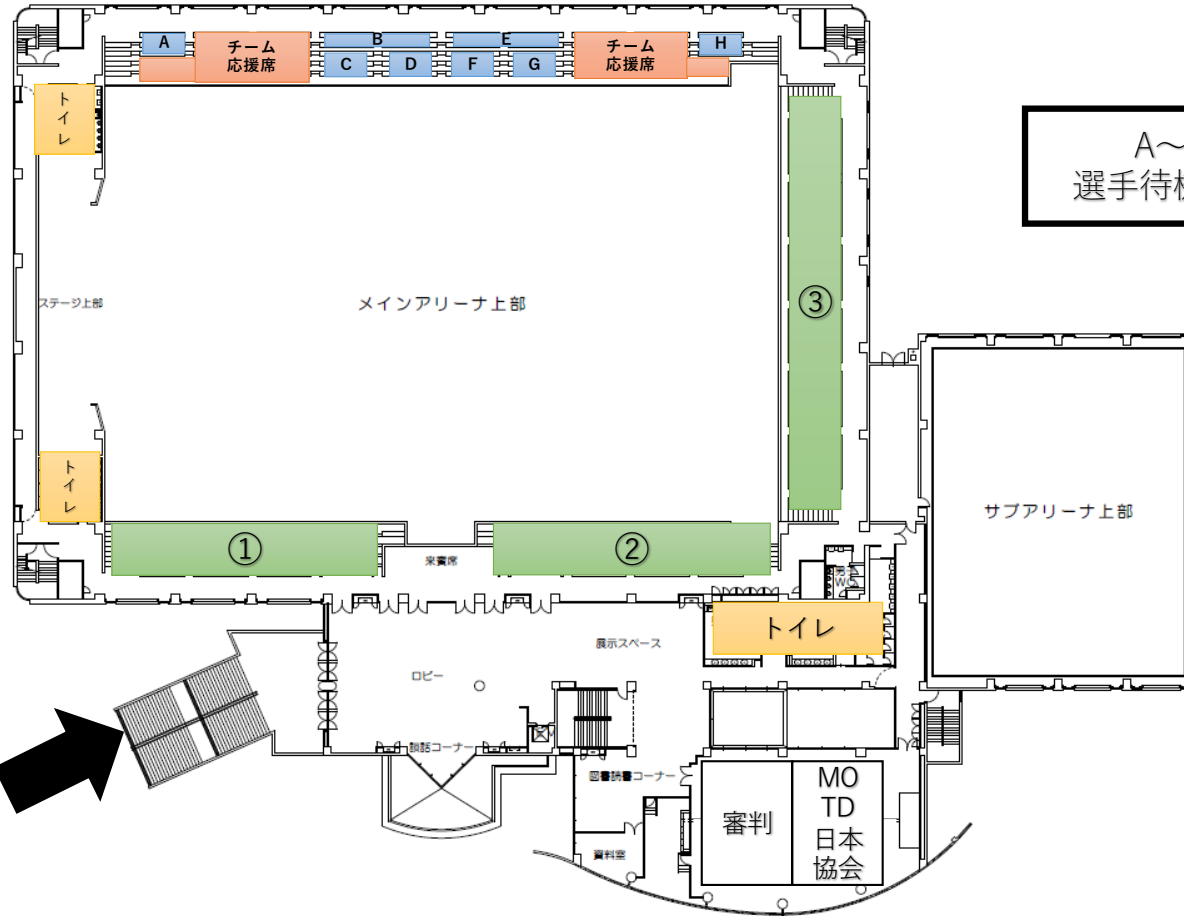 A
チーム
応援席
B
E
チーム
応援席
H
C
D
F
G
トイレ
A～
選手待
ステージ上部
メインアリーナ上部
③
トイレ
サブアリーナ上部
①
来賓席
②
男子
WC
トイレ
展示スペース
ロビー
談話コーナー
図書読書コーナー
資料室
審判
MO
TD
日本
協会